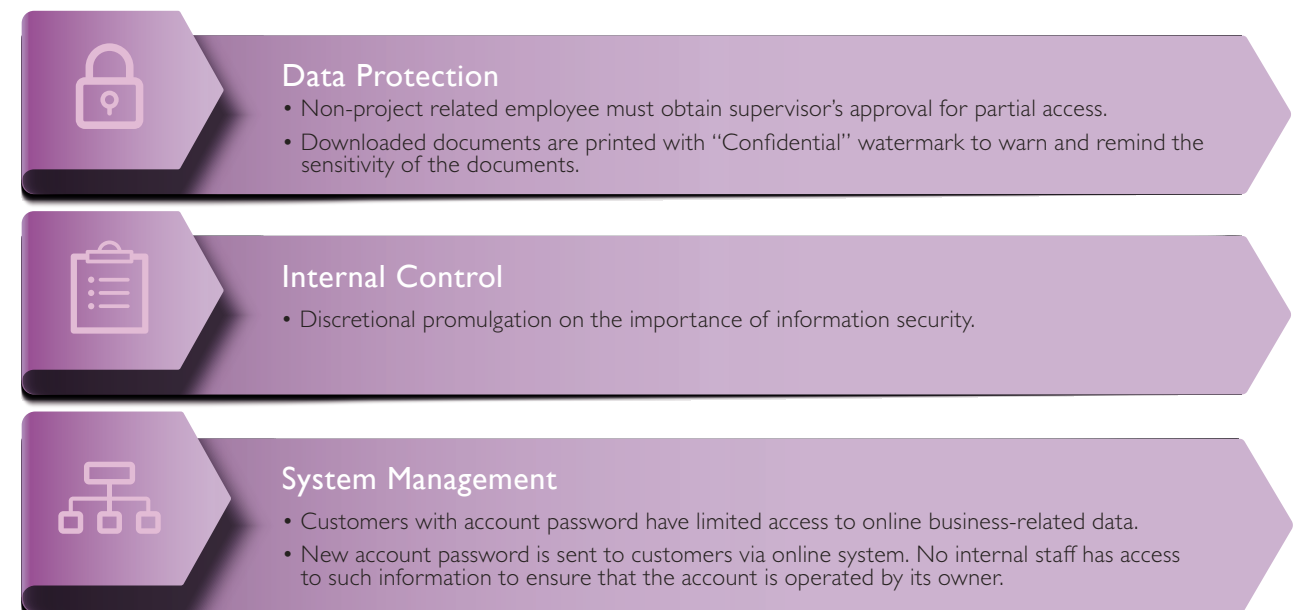 Data Protection
• Non-project related employee must obtain supervisor’s approval for partial access.
• Downloaded documents are printed with “Confidential” watermark to warn and remind the
sensitivity of the documents.
Internal Control
• Discretional promulgation on the importance of information security.
System Management
• Customers with account password have limited access to online business-related data.
• New account password is sent to customers via online system. No internal staff has access
to such information to ensure that the account is operated by its owner.